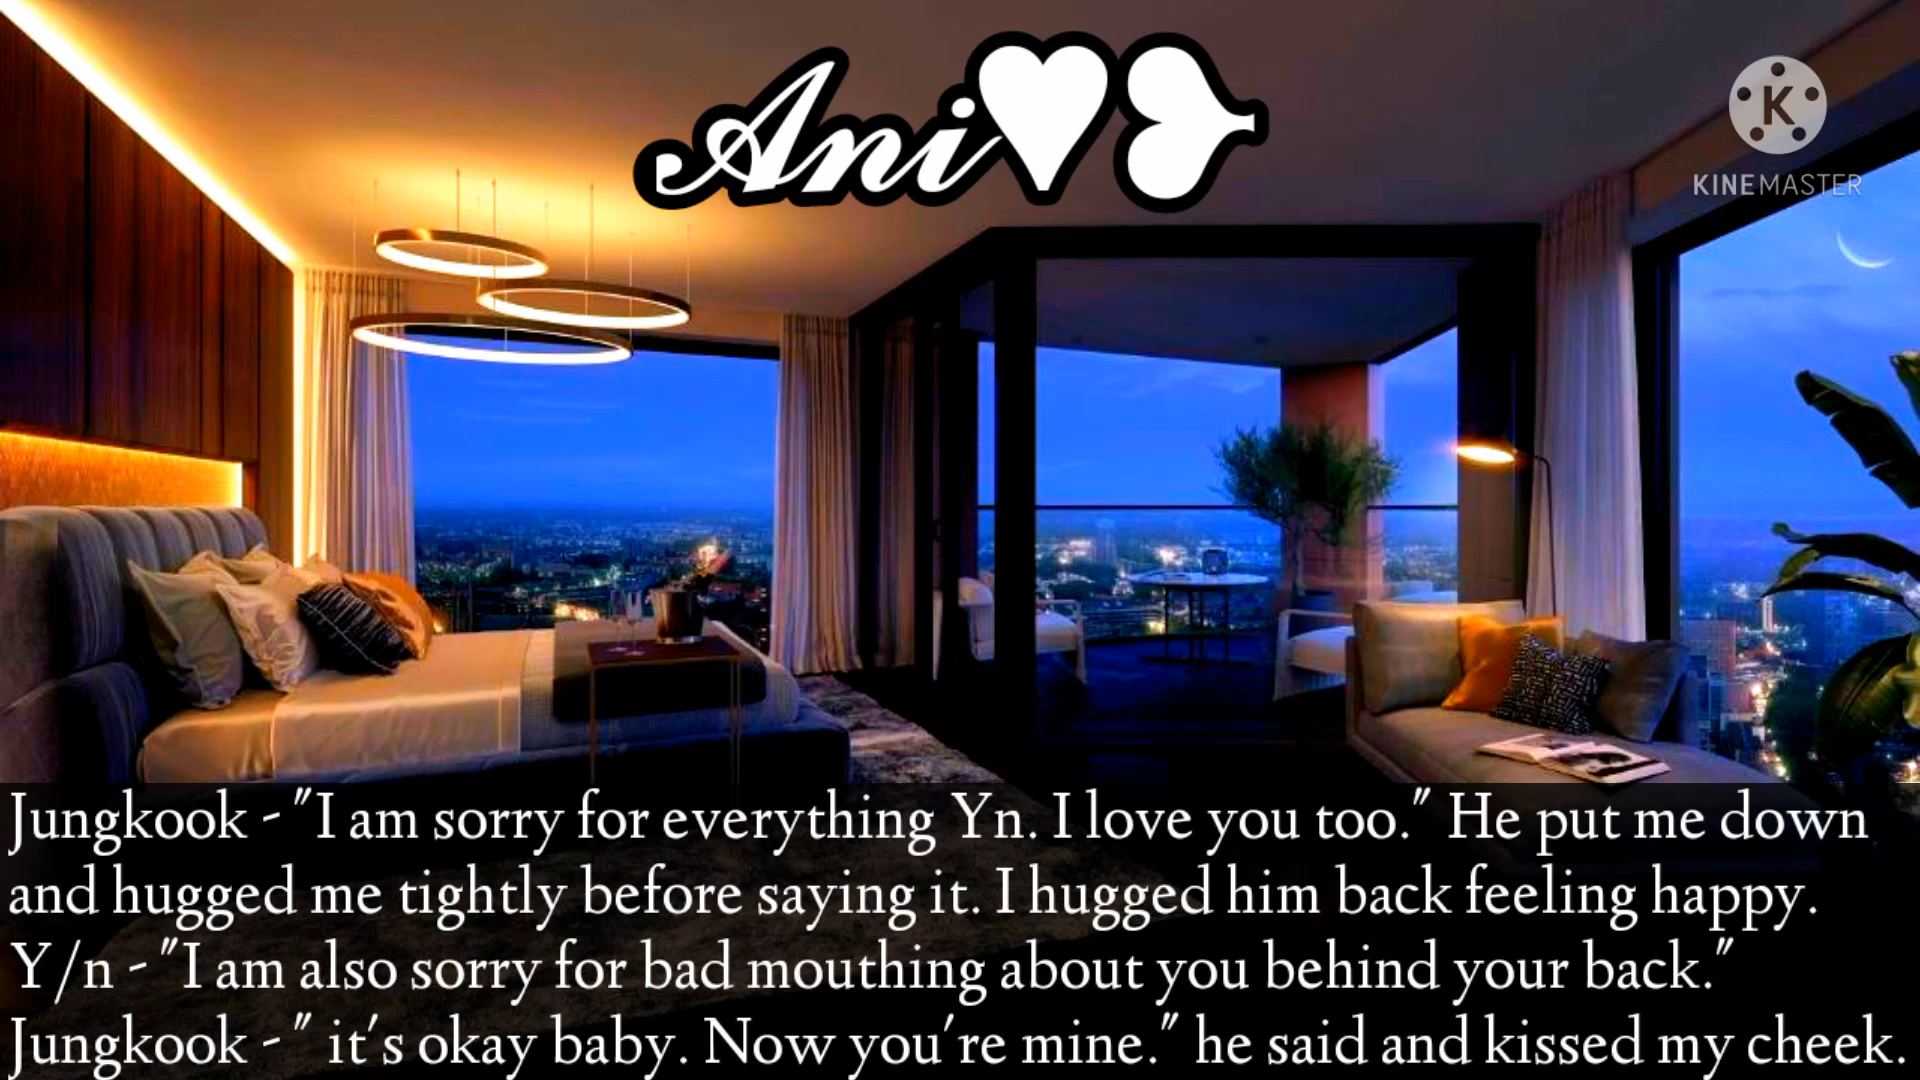 Ani
K
KINEMASTER
Jungkook - "I am sorry for everything Yn. I love you too." He put me down
and hugged me tightly before saying it. I hugged him back feeling happy.
Y/n - "I am also sorry for bad mouthing about you behind your back."
Jungkook - " it's okay baby. Now you're mine." he said and kissed my cheek.